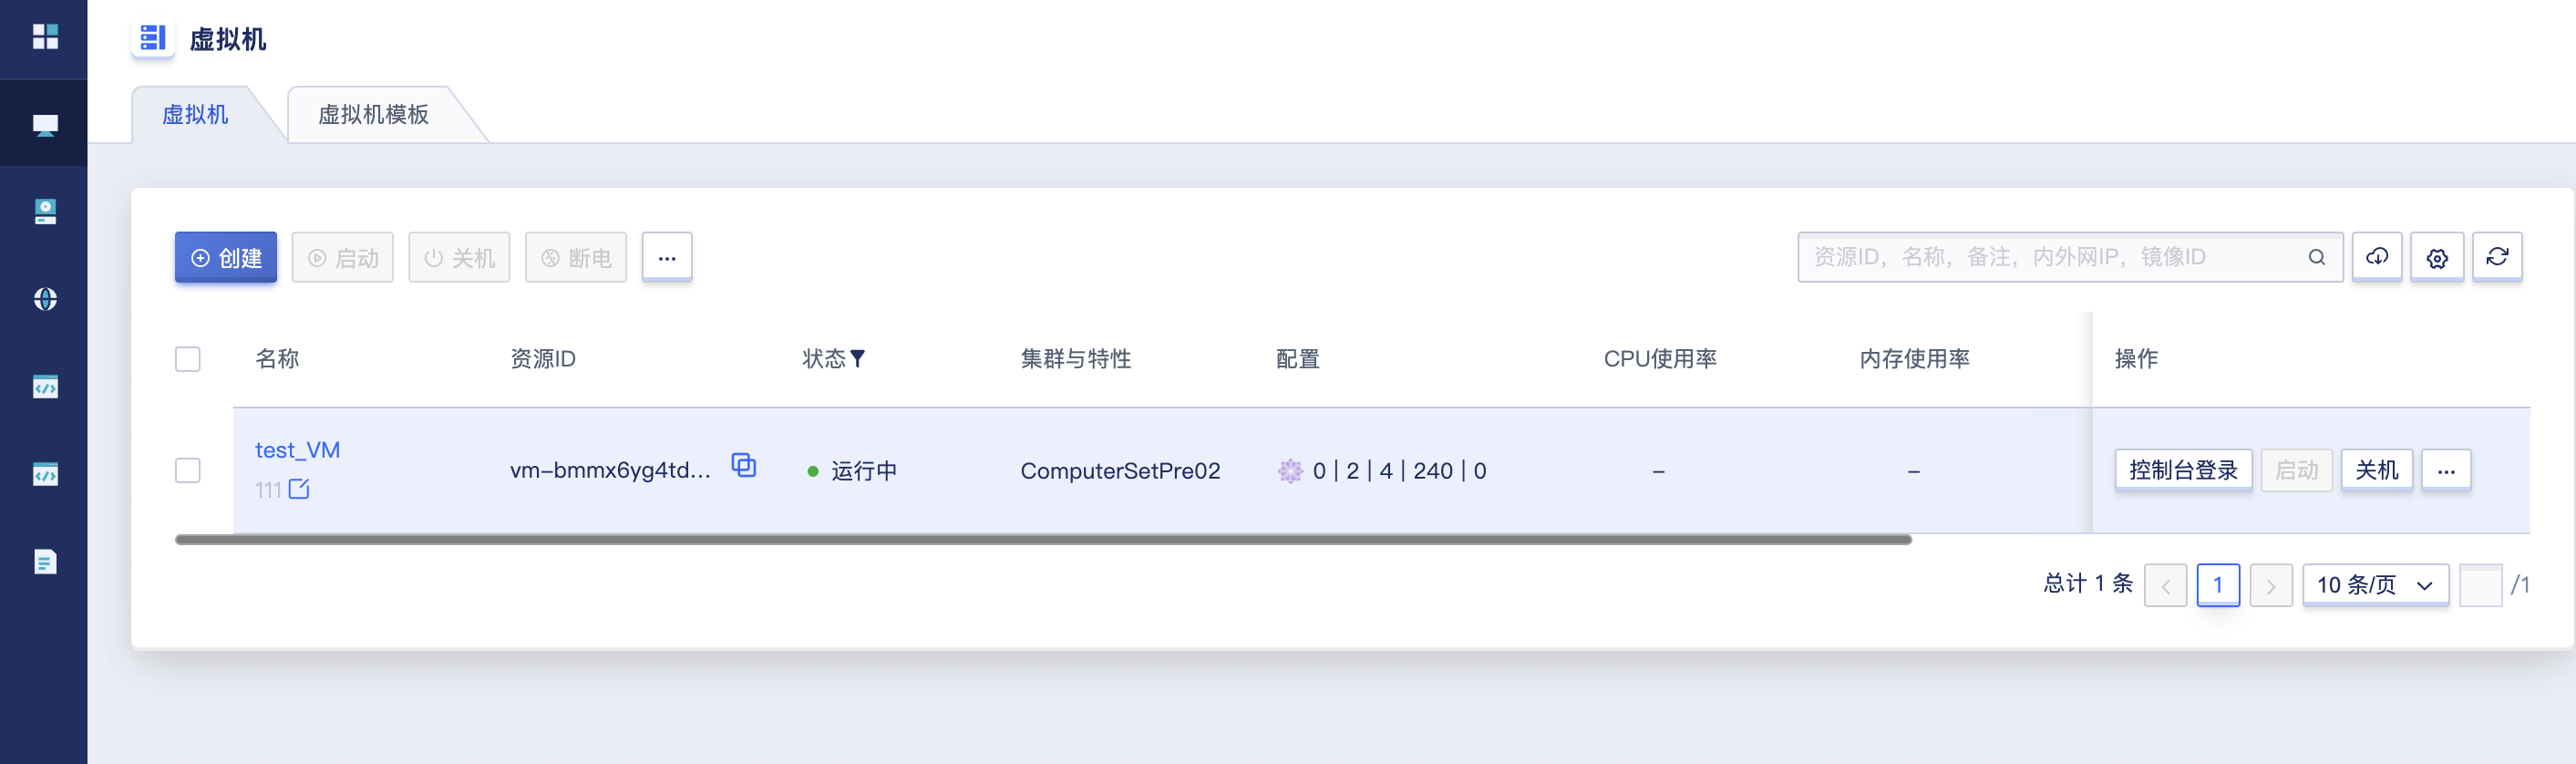 虚拟机
虚拟机 虚拟机模板
创建 启动 关机 断电 ... 资源ID，名称，备注，内外网IP，镜像ID
名称 资源ID 状态 集群与特性 配置 CPU使用率 内存使用率 操作
test_VM
111
vm-bmmx6yg4td... 运行中 ComputerSetPre02 0 | 2 | 4 | 240 | 0 - - 控制台登录 启动 关机 ...
总计 1 条 < 1 > 10 条/页 /1